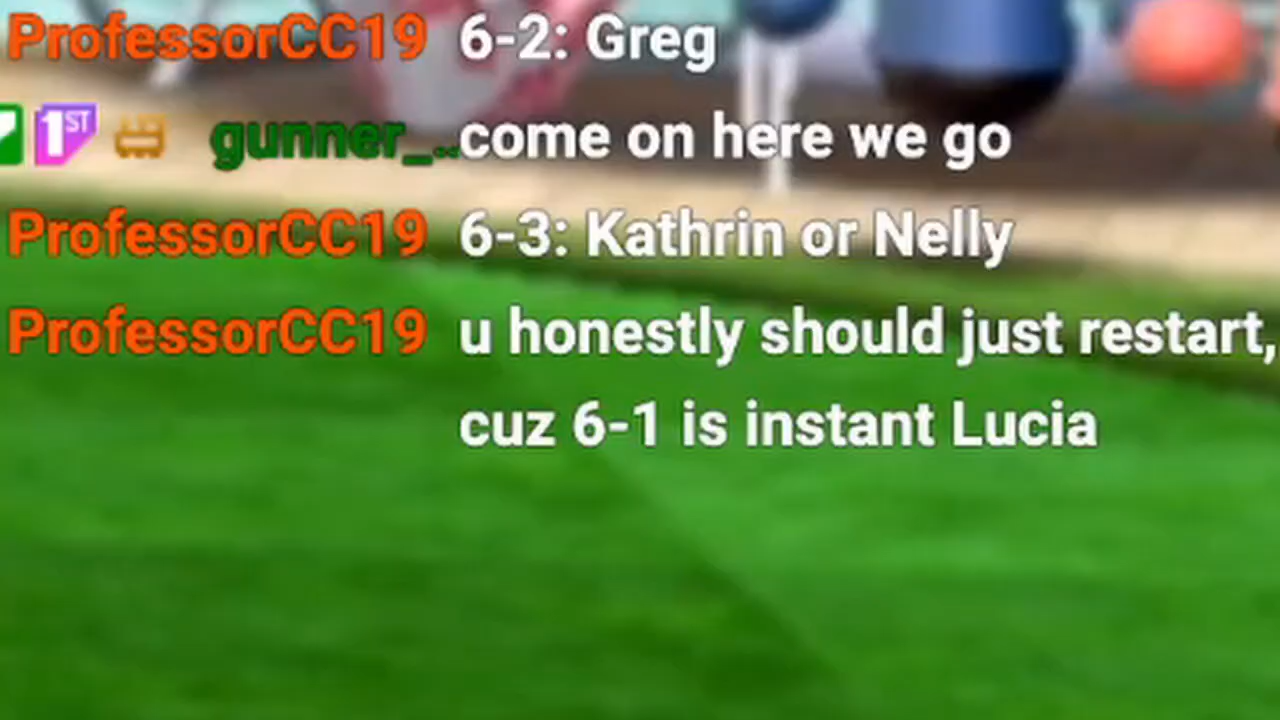 ProfessorCC19 6-2: Greg
1ST gunner_.. come on here we go
ProfessorCC19 6-3: Kathrin or Nelly
ProfessorCC19 u honestly should just restart,
cuz 6-1 is instant Lucia